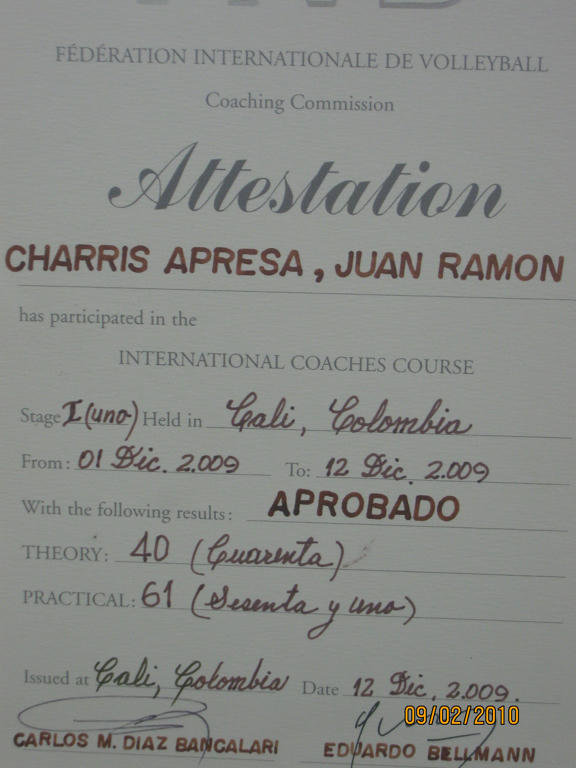 FIVB
FÉDÉRATION INTERNATIONALE DE VOLLEYBALL
Coaching Commission
Attestation
CHARRIS APRESA, JUAN RAMON
has participated in the
INTERNATIONAL COACHES COURSE
Stage I (uno) Held in Cali, Colombia
From: 01 Dic. 2.009 To: 12 Dic. 2.009
With the following results: APROBADO
THEORY: 40 (Cuarenta)
PRACTICAL: 61 (Sesenta y uno)
Issued at Cali, Colombia Date 12 Dic. 2.009.
09/02/2010
CARLOS M. DIAZ BANCALARI EDUARDO BELLMANN